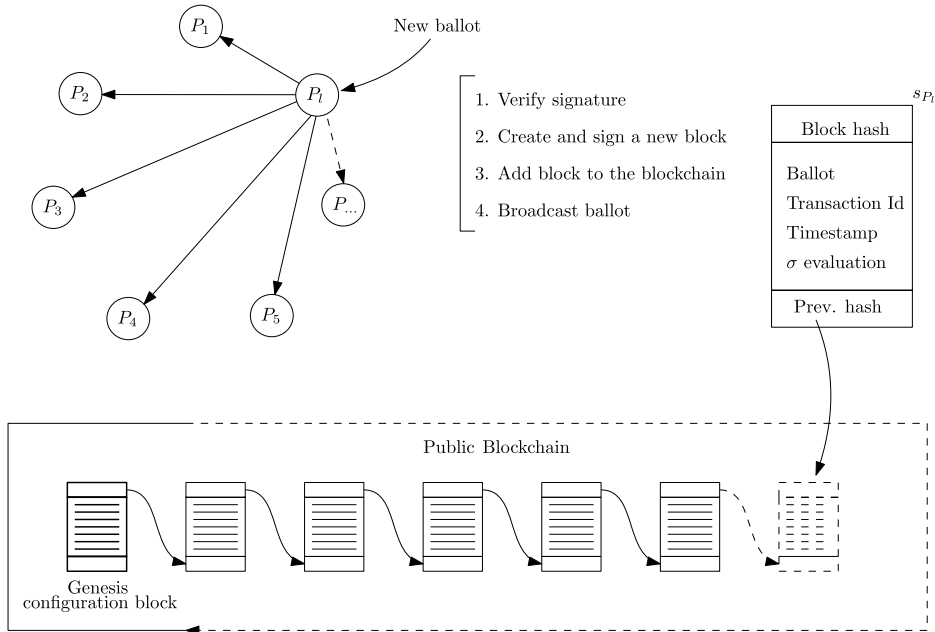 P1
New ballot
P2
Pl
sPl
1. Verify signature
Block hash
2. Create and sign a new block
Ballot
3. Add block to the blockchain
P3
P...
Transaction Id
4. Broadcast ballot
Timestamp
σ evaluation
P4
P5
Prev. hash
Public Blockchain
Genesis
configuration block